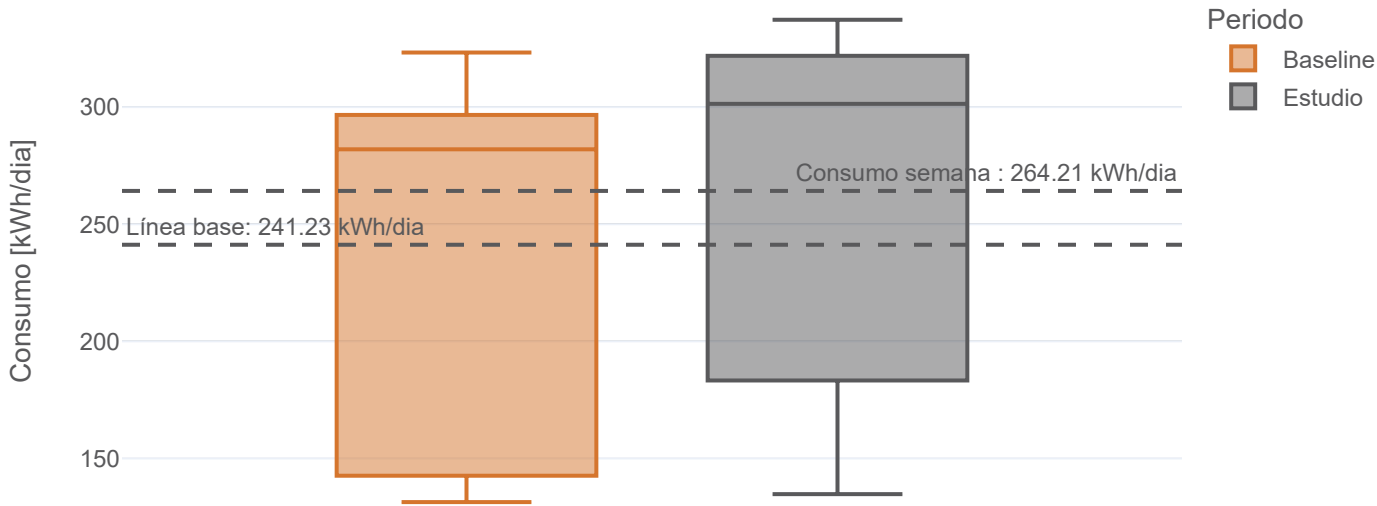 Periodo
Baseline
Estudio
Consumo [kWh/dia]
300
250
200
150
Consumo semana : 264.21 kWh/dia
Línea base: 241.23 kWh/dia